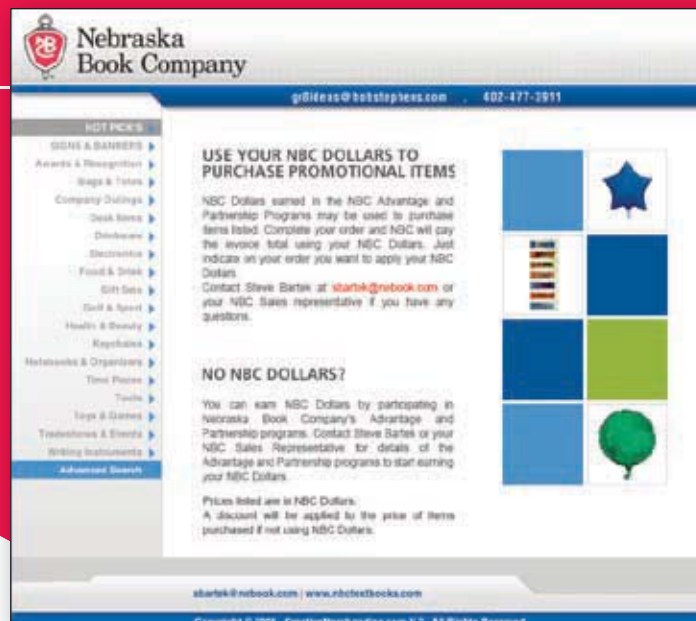 Nebraska
Book Company
gr8ideas@bobstephens.com , 402-477-3911
HOT PICK'S
SIGNS & BANNERS
Awards & Recognition
Bags & Totes
Company Outings
Desk Items
Drinkware
Electronics
Food & Drink
Gift Sets
Golf & Sport
Health & Beauty
Keychains
Notebooks & Organizers
Time Pieces
Tools
Toys & Games
Tradeshows & Events
Writing Instruments
Advanced Search
USE YOUR NBC DOLLARS TO
PURCHASE PROMOTIONAL ITEMS
NBC Dollars earned in the NBC Advantage and
Partnership Programs may be used to purchase
items listed. Complete your order and NBC will pay
the invoice total using your NBC Dollars. Just
indicate on your order you want to apply your NBC
Dollars.
Contact Steve Bartek at sbartek@nebook.com or
your NBC Sales representative if you have any
questions.
NO NBC DOLLARS?
You can earn NBC Dollars by participating in
Nebraska Book Company's Advantage and
Partnership programs. Contact Steve Bartek or your
NBC Sales Representative for details of the
Advantage and Partnership programs to start earning
your NBC Dollars.
Prices listed are in NBC Dollars.
A discount will be applied to the price of items
purchased if not using NBC Dollars.
sbartek@nebook.com | www.nbctextbooks.com